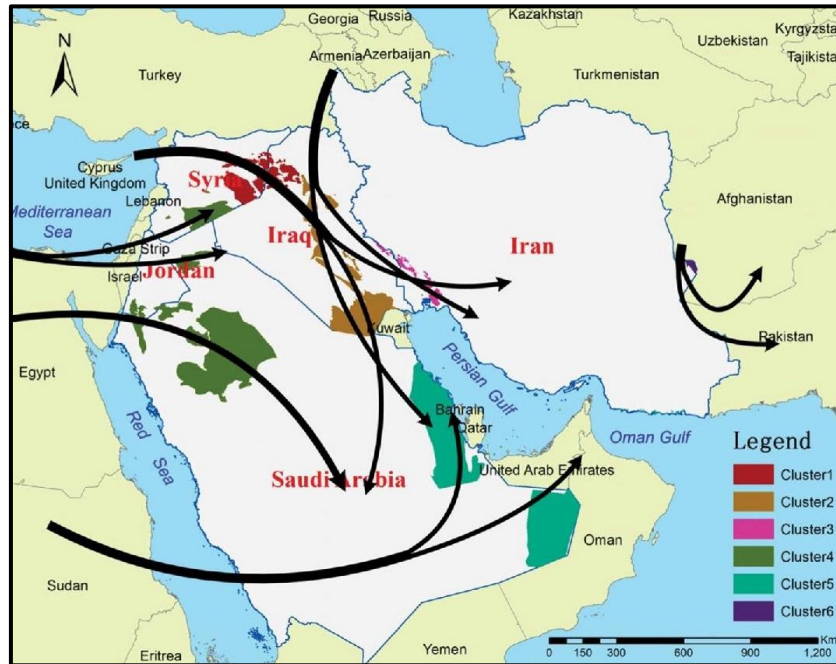 Georgia
Russia
Kazakhstan
Kyrgyzsta
Uzbekistan
Tajikista
N
Armenia
Azerbaijan
Turkey
Turkmenistan
ce
Cyprus
United Kingdom
Syria
Lebanon
Afghanistan
Mediterranean
Sea
Gaza Strip
Iraq
Iran
Israel
Jordan
Kuwait
Pakistan
Egypt
Persian Gulf
Bahrain
Qatar
Red Sea
Oman Gulf
Saudi Arabia
United Arab Emirates
Oman
Sudan
Yemen
Eritrea
Legend
Cluster1
Cluster2
Cluster3
Cluster4
Cluster5
Cluster6
Km
0 150 300 600 900 1,200